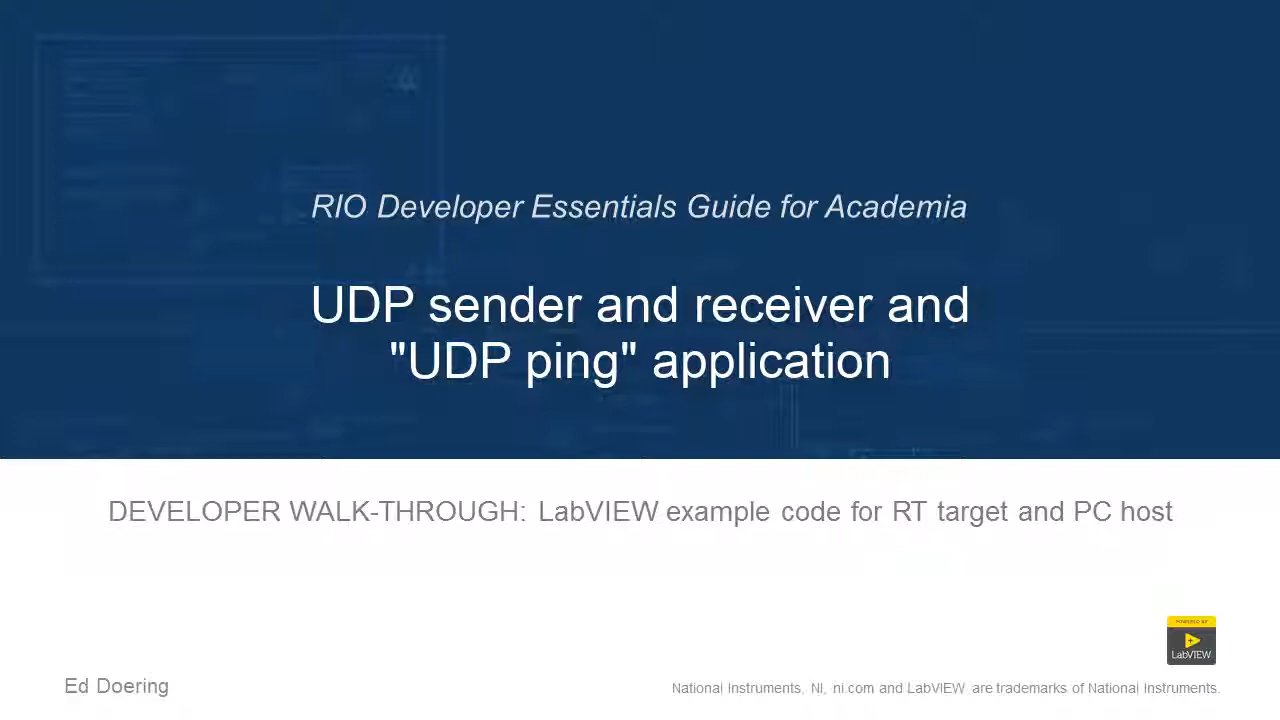 RIO Developer Essentials Guide for Academia
UDP sender and receiver and
"UDP ping" application
DEVELOPER WALK-THROUGH: LabVIEW example code for RT target and PC host
POWERED BY
LabVIEW
Ed Doering
National Instruments, NI, ni.com and LabVIEW are trademarks of National Instruments.